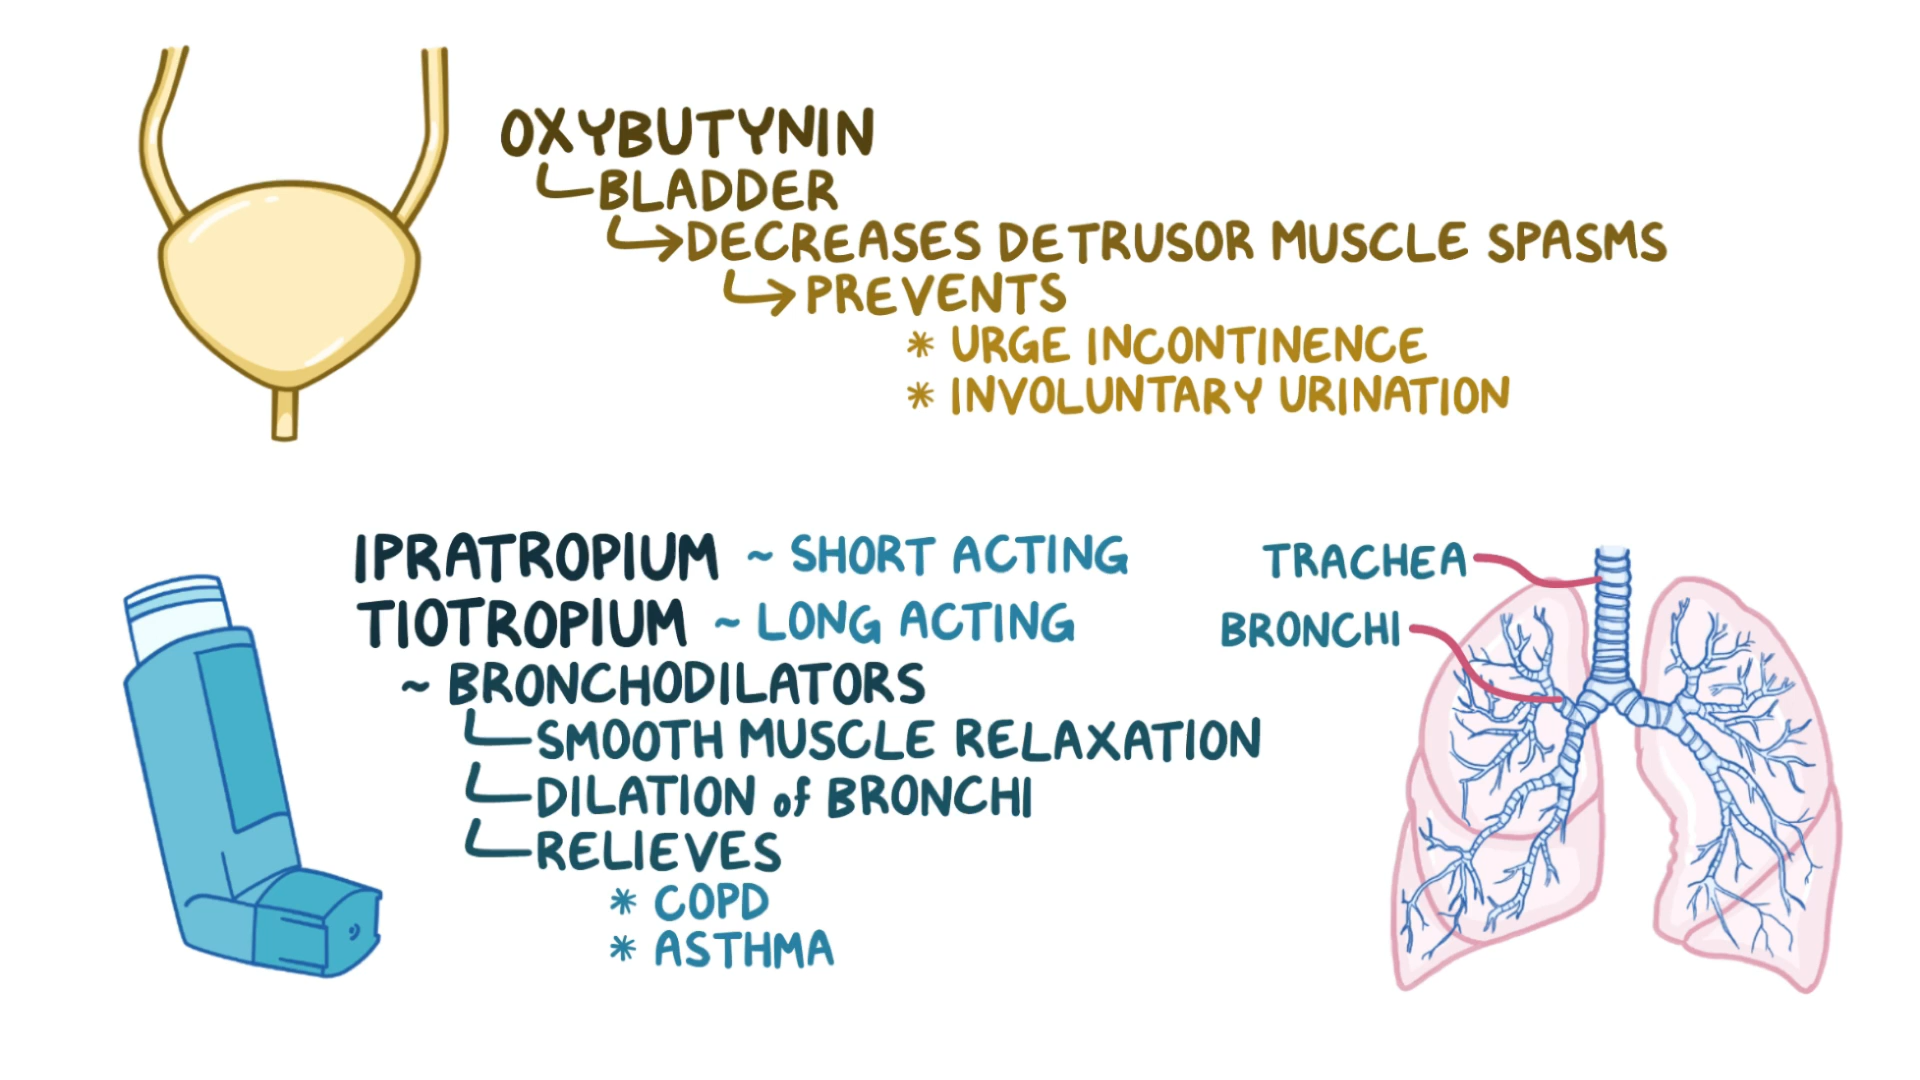 OXYBUTYNIN
BLADDER
DECREASES DETRUSOR MUSCLE SPASMS
PREVENTS
* URGE INCONTINENCE
* INVOLUNTARY URINATION
IPRATROPIUM ~ SHORT ACTING
TIOTROPIUM ~ LONG ACTING
~ BRONCHODILATORS
SMOOTH MUSCLE RELAXATION
DILATION of BRONCHI
RELIEVES
* COPD
* ASTHMA
TRACHEA
BRONCHI